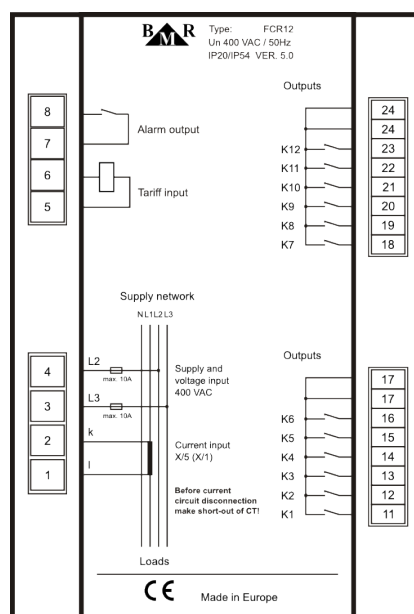 BMR
Type: FCR12
Un 400 VAC / 50Hz
IP20/IP54 VER. 5.0
Outputs
8
7
6
5
Alarm output
Tariff input
24
24
K12 23
K11 22
K10 21
K9 20
K8 19
K7 18
Supply network
N L1 L2 L3
4
3
2
1
L2
max. 10A
L3
max. 10A
k
l
Supply and
voltage input
400 VAC
Current input
X/5 (X/1)
Before current
circuit disconnection
make short-out of CT!
Loads
Outputs
17
17
K6 16
K5 15
K4 14
K3 13
K2 12
K1 11
CE
Made in Europe